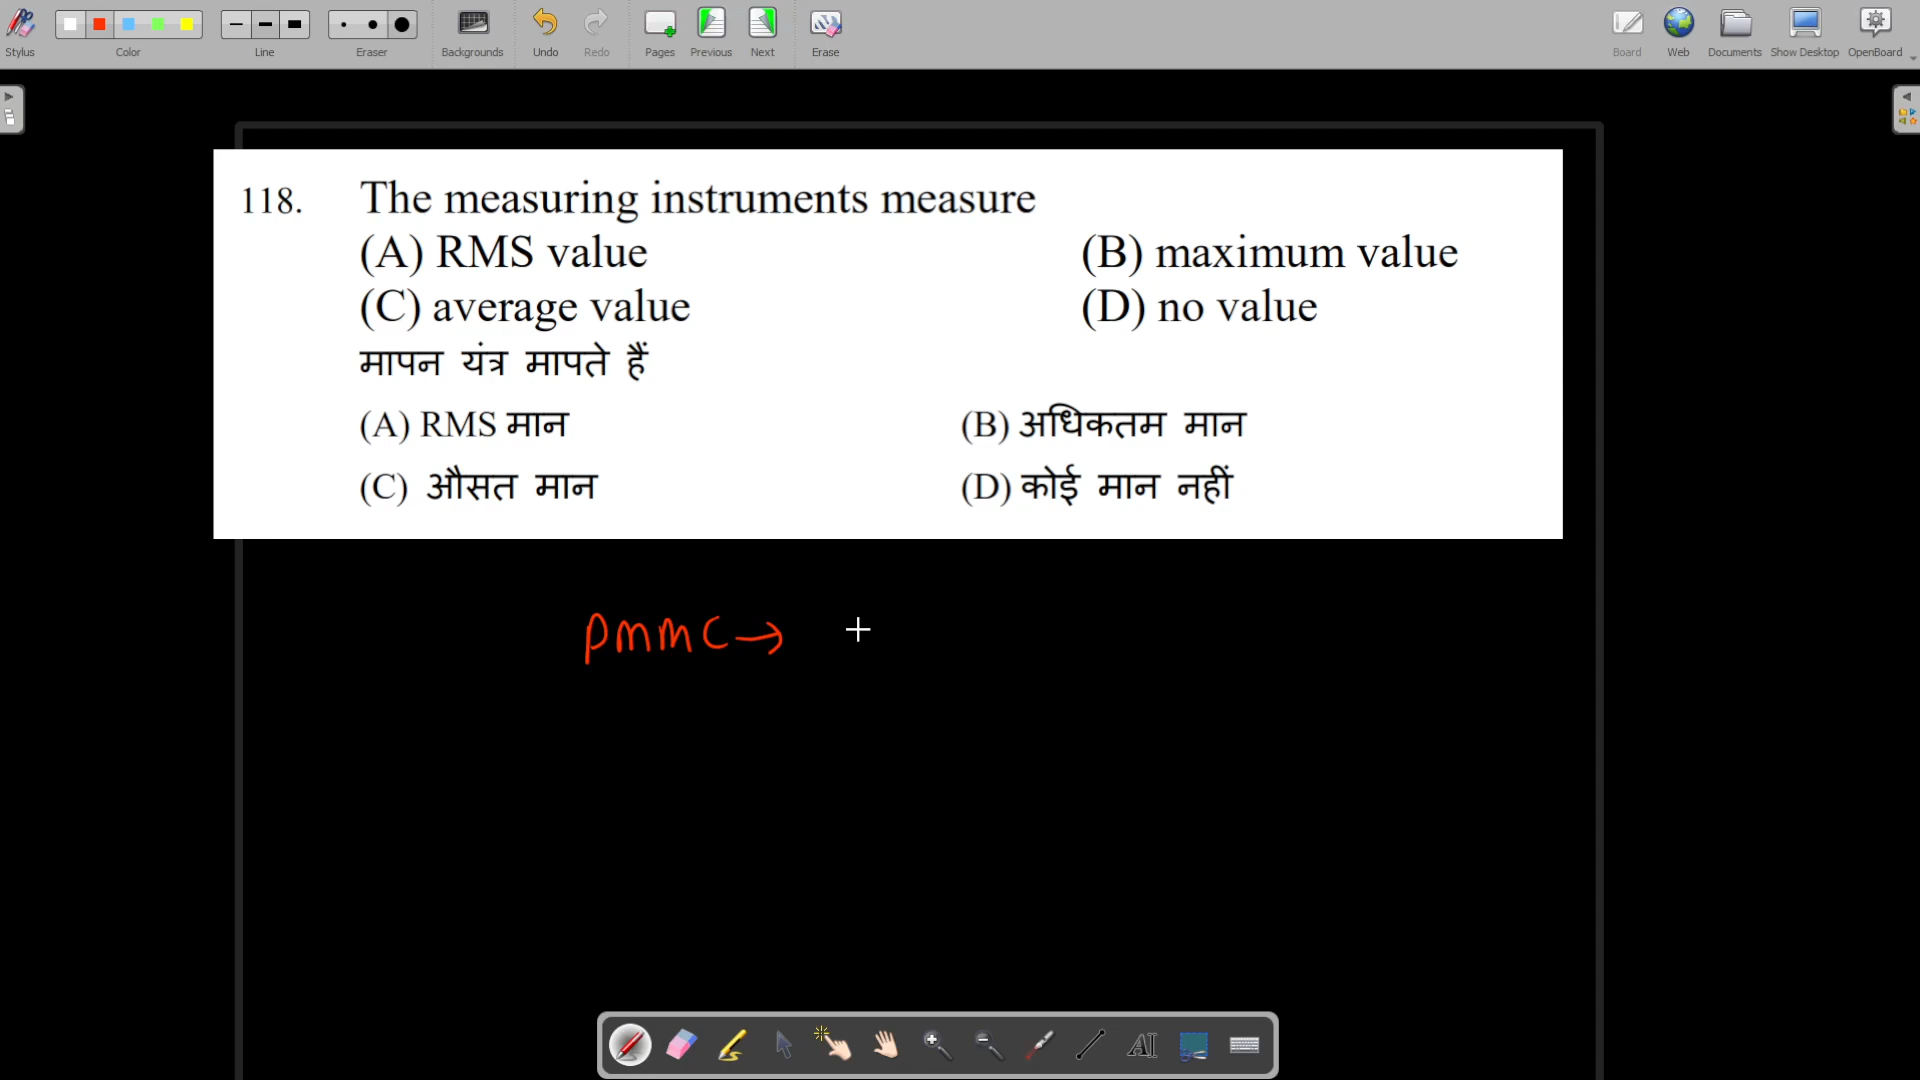 Stylus Color Line Eraser Backgrounds Undo Redo Pages Previous Next Erase Board Web Documents Show Desktop OpenBoard
118. The measuring instruments measure
(A) RMS value (B) maximum value
(C) average value (D) no value
मापन यंत्र मापते हैं
(A) RMS मान (B) अधिकतम मान
(C) औसत मान (D) कोई मान नहीं
PMMC →
AI